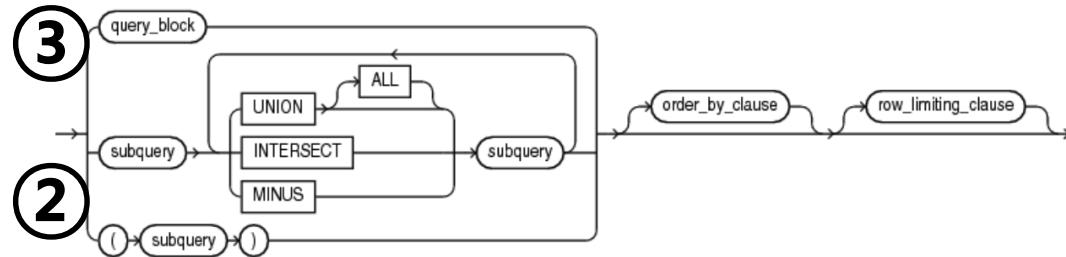 ③ query_block
ALL
UNION
order_by_clause row_limiting_clause
subquery INTERSECT subquery
② MINUS
( subquery )